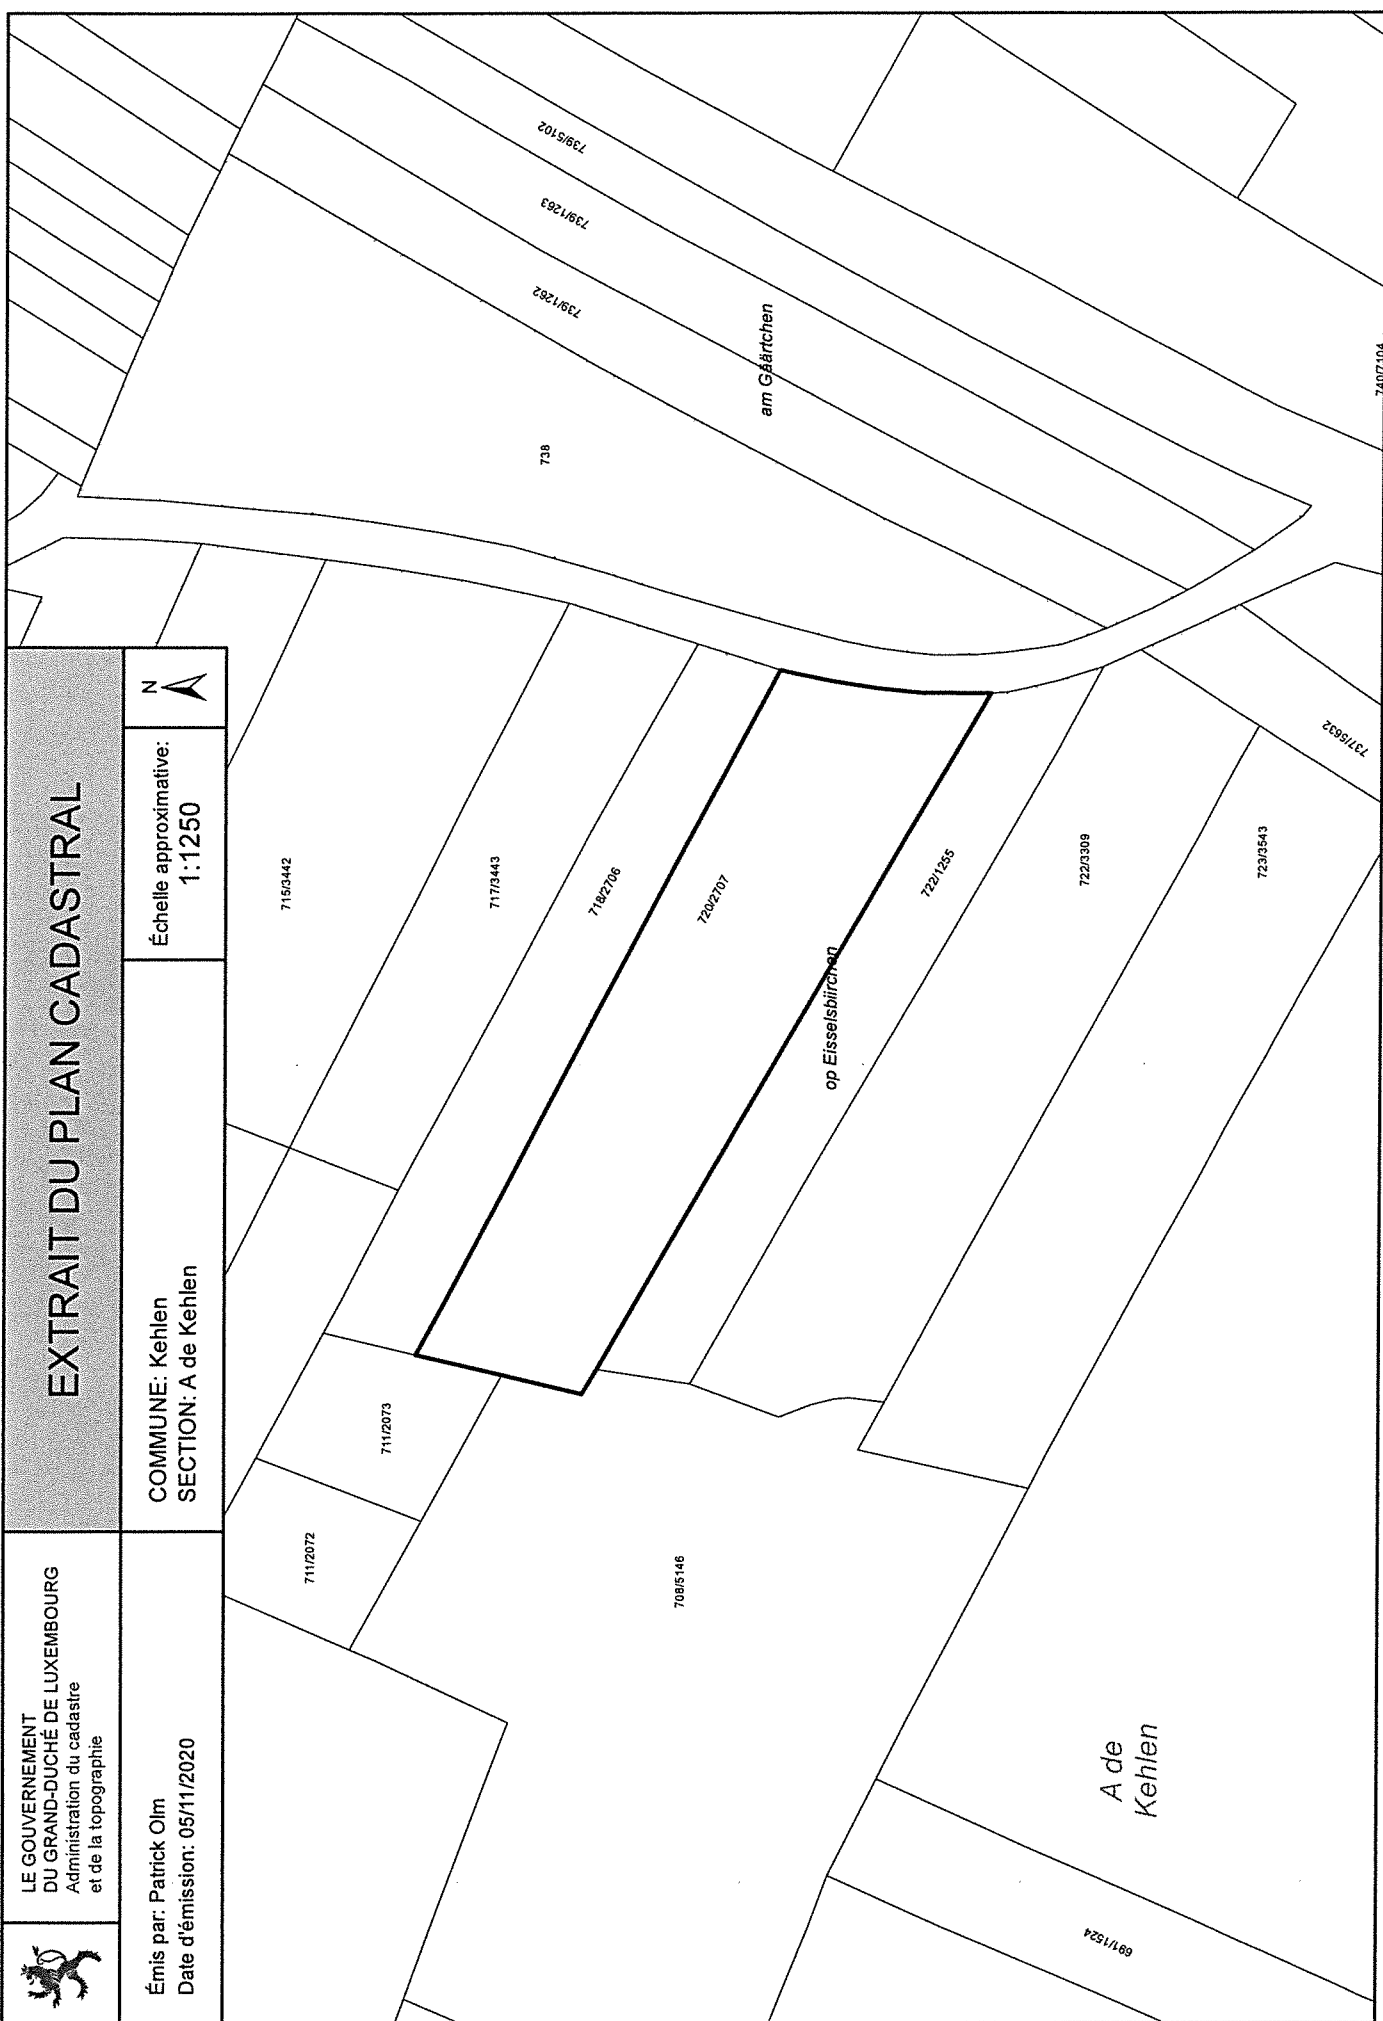 LE GOUVERNEMENT
DU GRAND-DUCHÉ DE LUXEMBOURG
Administration du cadastre
et de la topographie
EXTRAIT DU PLAN CADASTRAL
Émis par: Patrick Olm
Date d'émission: 05/11/2020
COMMUNE: Kehlen
SECTION: A de Kehlen
Échelle approximative:
1:1250
N
715/3442
717/3443
718/2706
720/2707
711/2073
711/2072
708/5146
op Eisselsbiirchen
722/1255
722/3309
723/3543
737/5632
738
739/1262
739/1263
739/5102
am Gäärtchen
740/7104
A de
Kehlen
691/1524